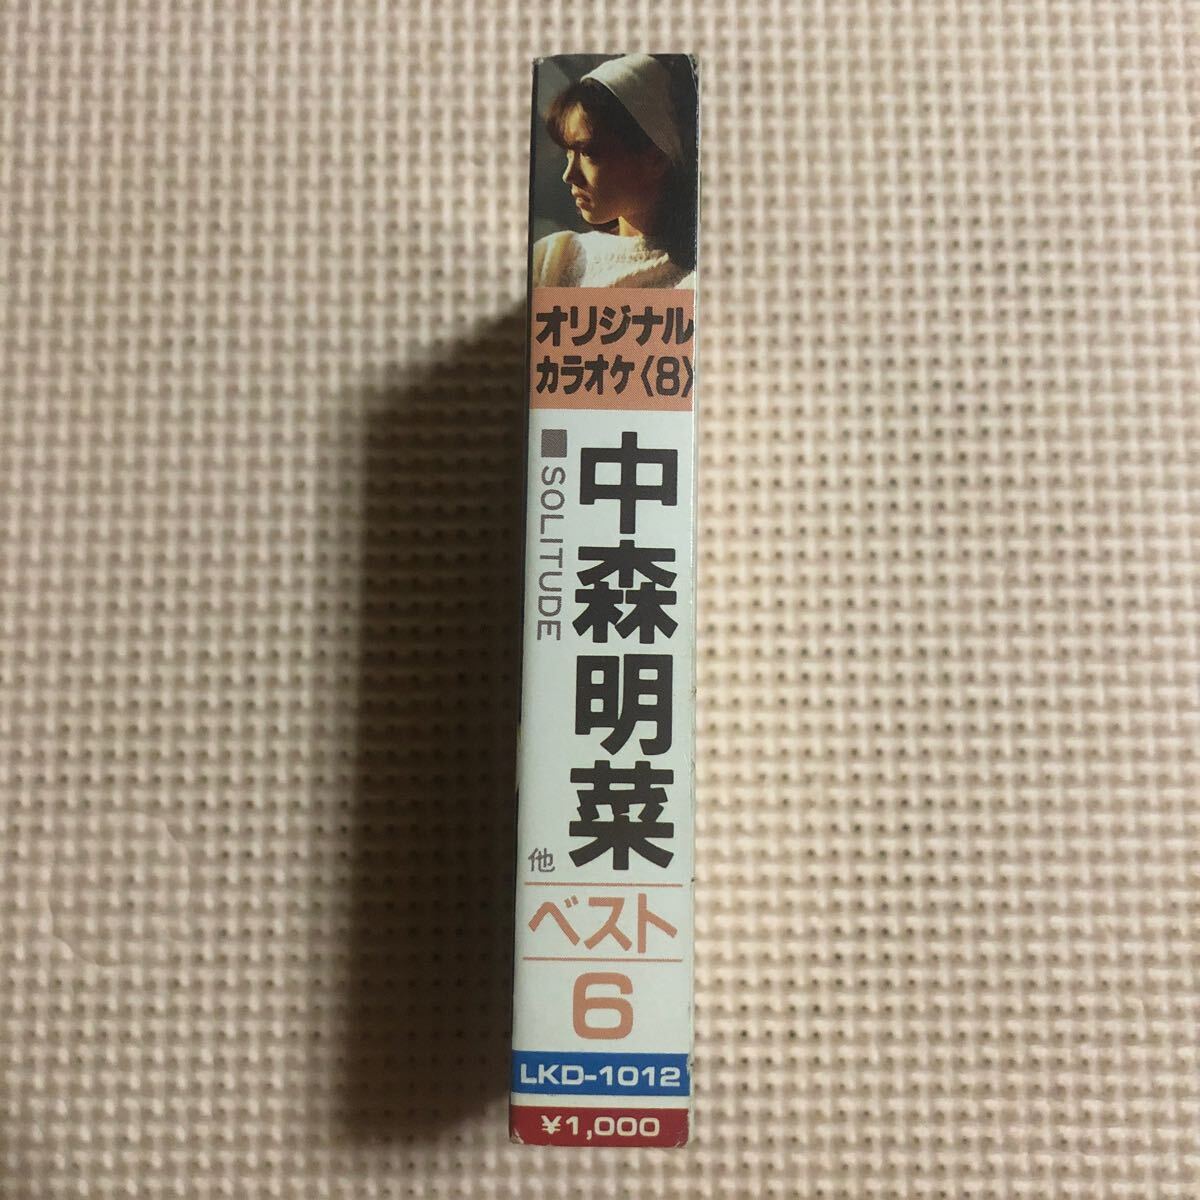 オリジナル
カラオケ〈8〉
中森明菜
■SOLITUDE
他
ベスト
6
LKD-1012
¥1,000